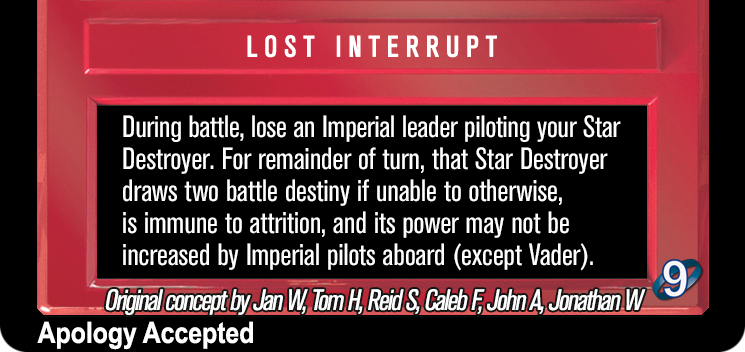 LOST INTERRUPT
During battle, lose an Imperial leader piloting your Star
Destroyer. For remainder of turn, that Star Destroyer
draws two battle destiny if unable to otherwise,
is immune to attrition, and its power may not be
increased by Imperial pilots aboard (except Vader).
9
Original concept by Jan W, Tom H, Reid S, Caleb F, John A, Jonathan W
Apology Accepted